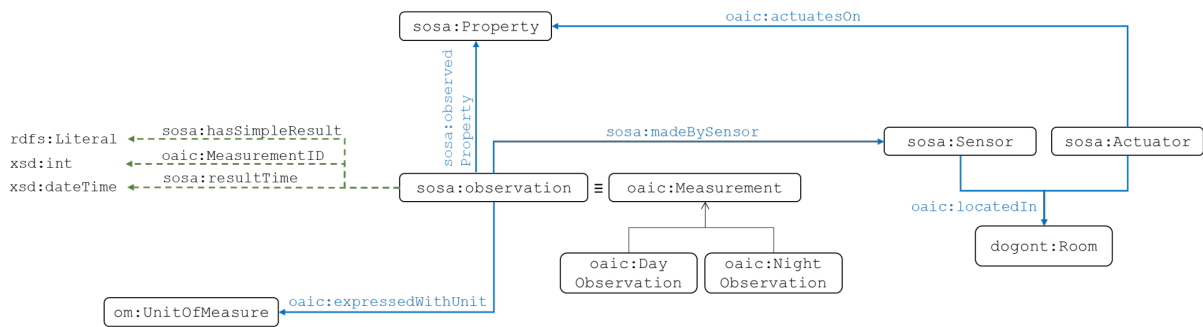 oaic:actuatesOn
sosa:Property
sosa:observed
Property
sosa:hasSimpleResult
rdfs:Literal
sosa:madeBySensor
sosa:Sensor
sosa:Actuator
oaic:MeasurementID
xsd:int
sosa:resultTime
xsd:dateTime
sosa:observation
≡
oaic:Measurement
oaic:locatedIn
dogont:Room
oaic:Day
Observation
oaic:Night
Observation
oaic:expressedWithUnit
om:UnitOfMeasure